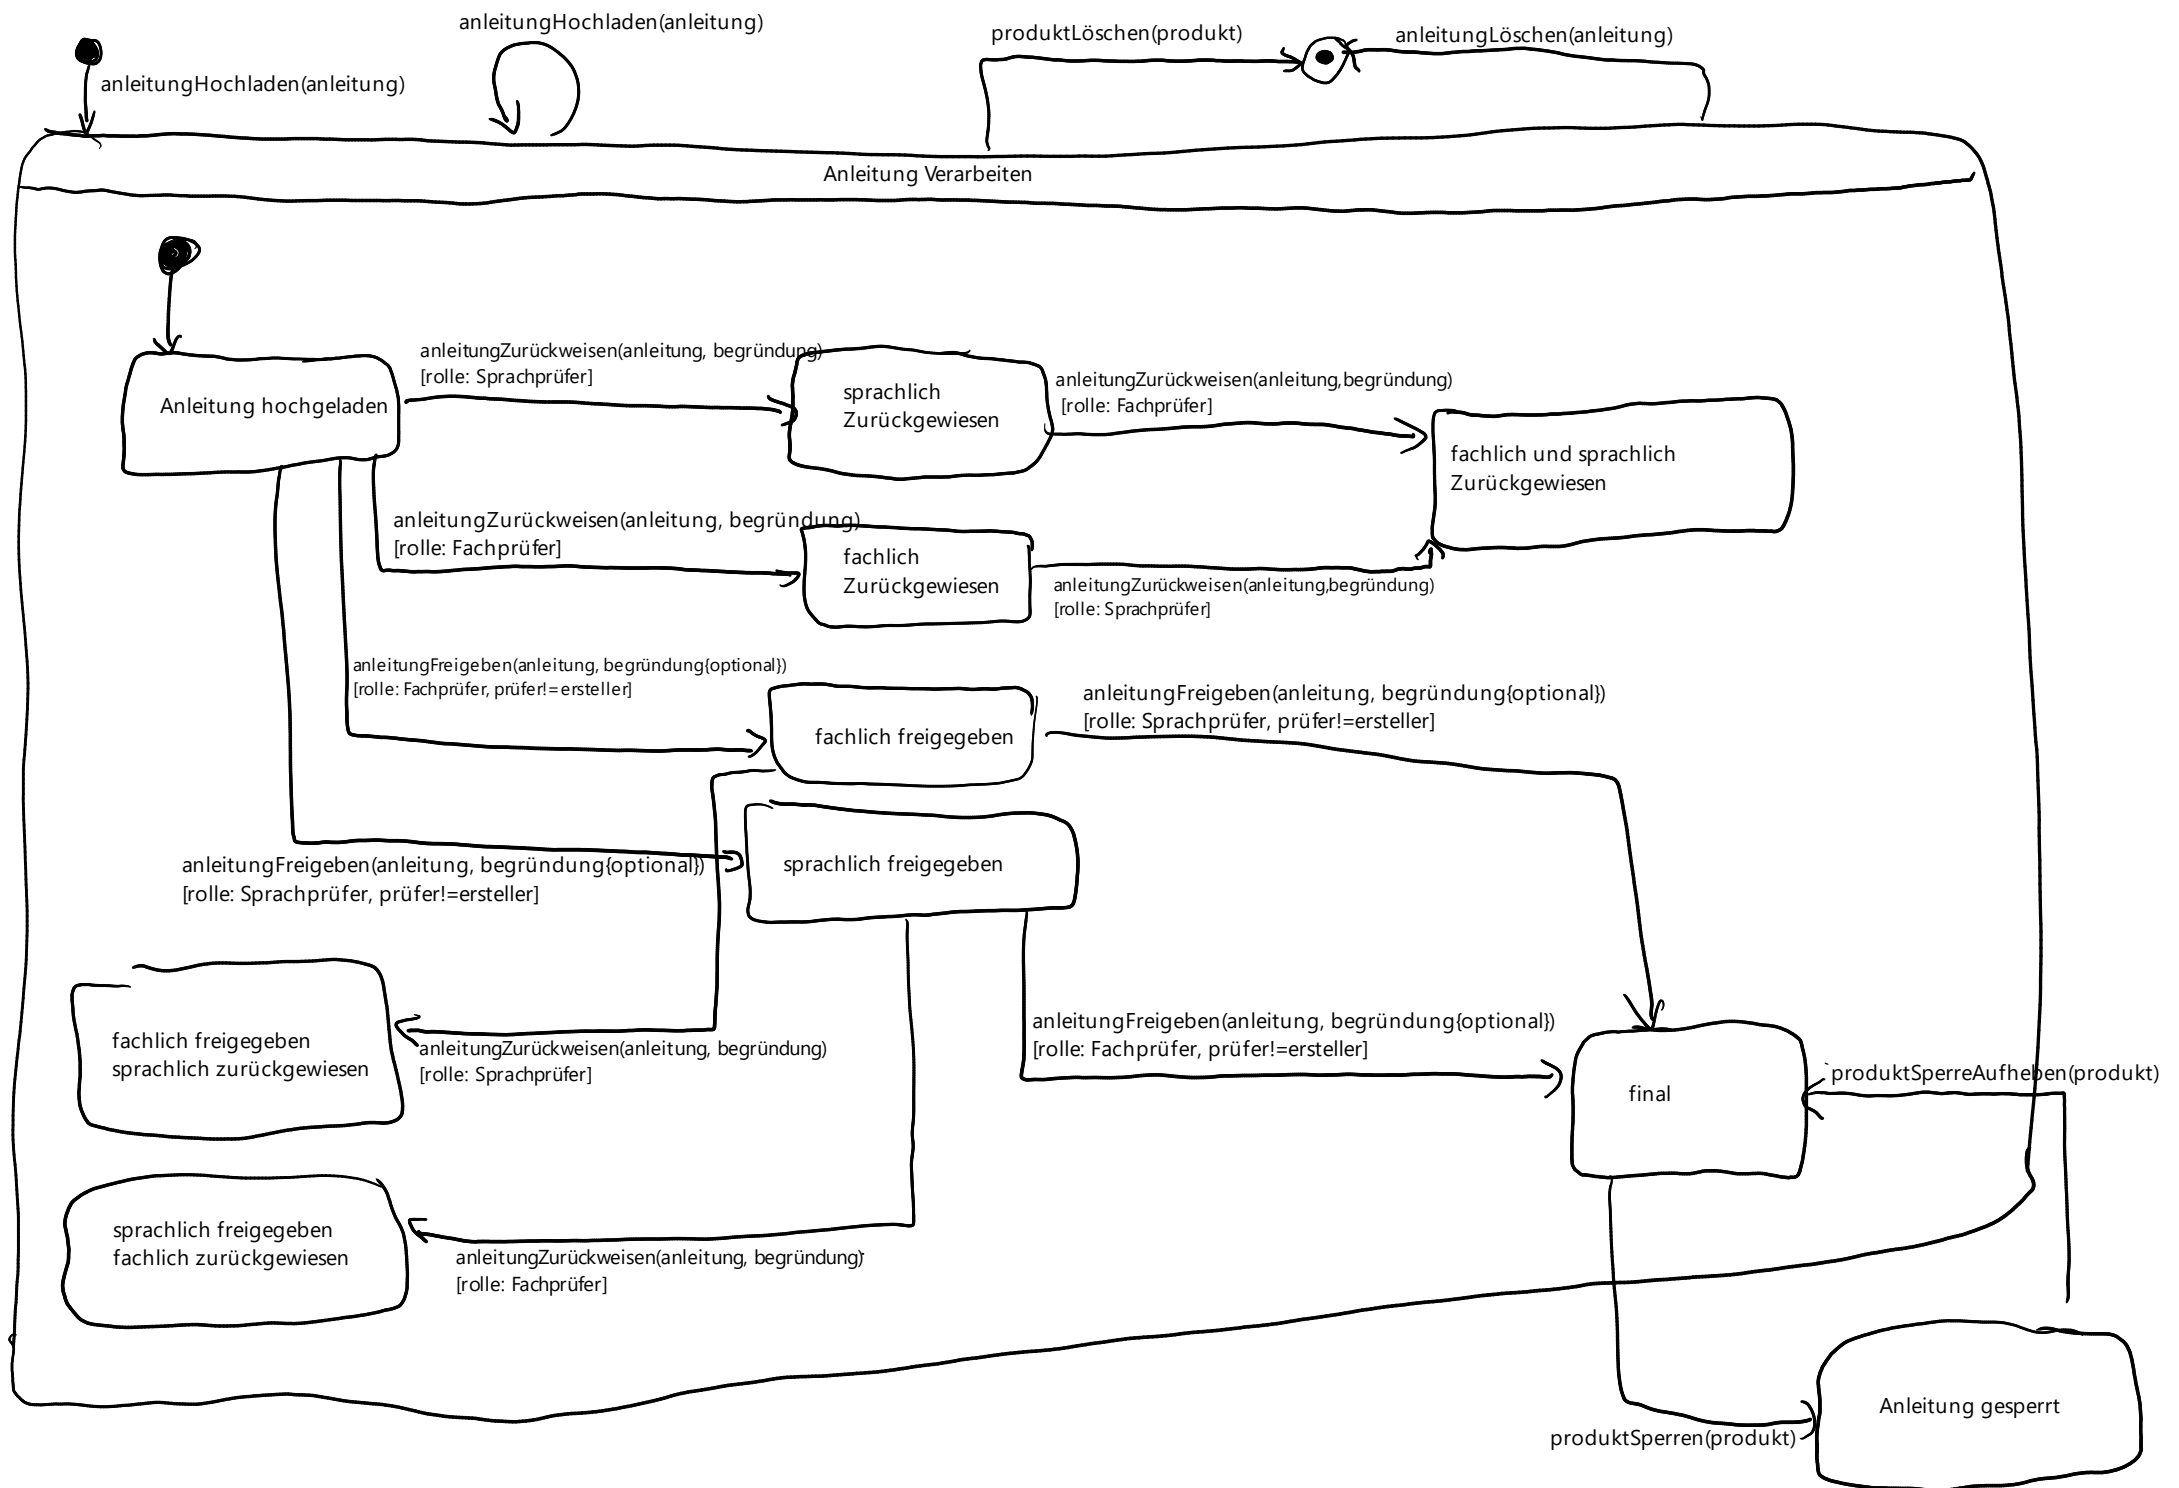 anleitungHochladen(anleitung)
produktLöschen(produkt)
anleitungLöschen(anleitung)
anleitungHochladen(anleitung)
Anleitung Verarbeiten
anleitungZurückweisen(anleitung, begründung)
[rolle: Sprachprüfer]
Anleitung hochgeladen
sprachlich
Zurückgewiesen
anleitungZurückweisen(anleitung,begründung)
[rolle: Fachprüfer]
fachlich und sprachlich
Zurückgewiesen
anleitungZurückweisen(anleitung, begründung)
[rolle: Fachprüfer]
fachlich
Zurückgewiesen
anleitungZurückweisen(anleitung,begründung)
[rolle: Sprachprüfer]
anleitungFreigeben(anleitung, begründung{optional})
[rolle: Fachprüfer, prüfer!=ersteller]
fachlich freigegeben
anleitungFreigeben(anleitung, begründung{optional})
[rolle: Sprachprüfer, prüfer!=ersteller]
anleitungFreigeben(anleitung, begründung{optional})
[rolle: Sprachprüfer, prüfer!=ersteller]
sprachlich freigegeben
fachlich freigegeben
sprachlich zurückgewiesen
anleitungZurückweisen(anleitung, begründung)
[rolle: Sprachprüfer]
anleitungFreigeben(anleitung, begründung{optional})
[rolle: Fachprüfer, prüfer!=ersteller]
final
produktSperreAufheben(produkt)
sprachlich freigegeben
fachlich zurückgewiesen
anleitungZurückweisen(anleitung, begründung)
[rolle: Fachprüfer]
Anleitung gesperrt
produktSperren(produkt)